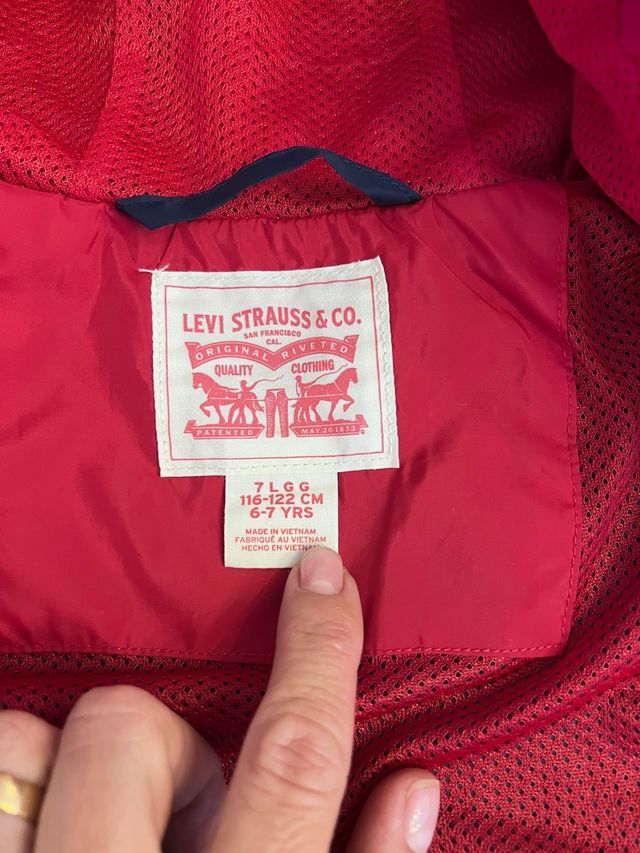 LEVI STRAUSS & CO.
SAN FRANCISCO
CAL.
ORIGINAL RIVETED
QUALITY CLOTHING
PATENTED MAY 20 1873
7 L G G
116-122 CM
6-7 YRS
MADE IN VIETNAM
FABRIQUÉ AU VIETNAM
HECHO EN VIETNAM